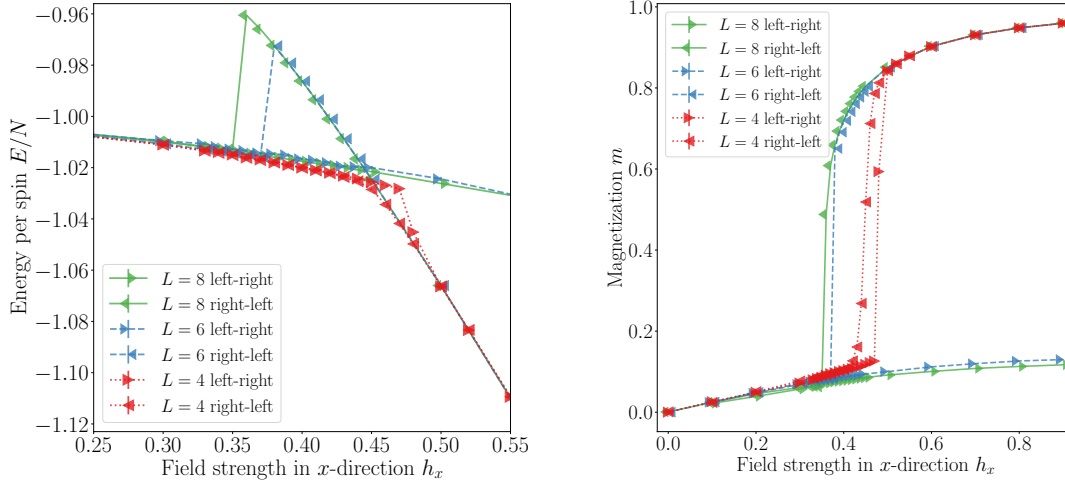 −0.96
−0.98
−1.00
−1.02
−1.04
−1.06
−1.08
−1.10
−1.12
Energy per spin E/N
0.25 0.30 0.35 0.40 0.45 0.50 0.55
Field strength in x-direction h_x
L = 8 left-right
L = 8 right-left
L = 6 left-right
L = 6 right-left
L = 4 left-right
L = 4 right-left
1.0
0.8
0.6
0.4
0.2
0.0
Magnetization m
0.0 0.2 0.4 0.6 0.8
Field strength in x-direction h_x
L = 8 left-right
L = 8 right-left
L = 6 left-right
L = 6 right-left
L = 4 left-right
L = 4 right-left